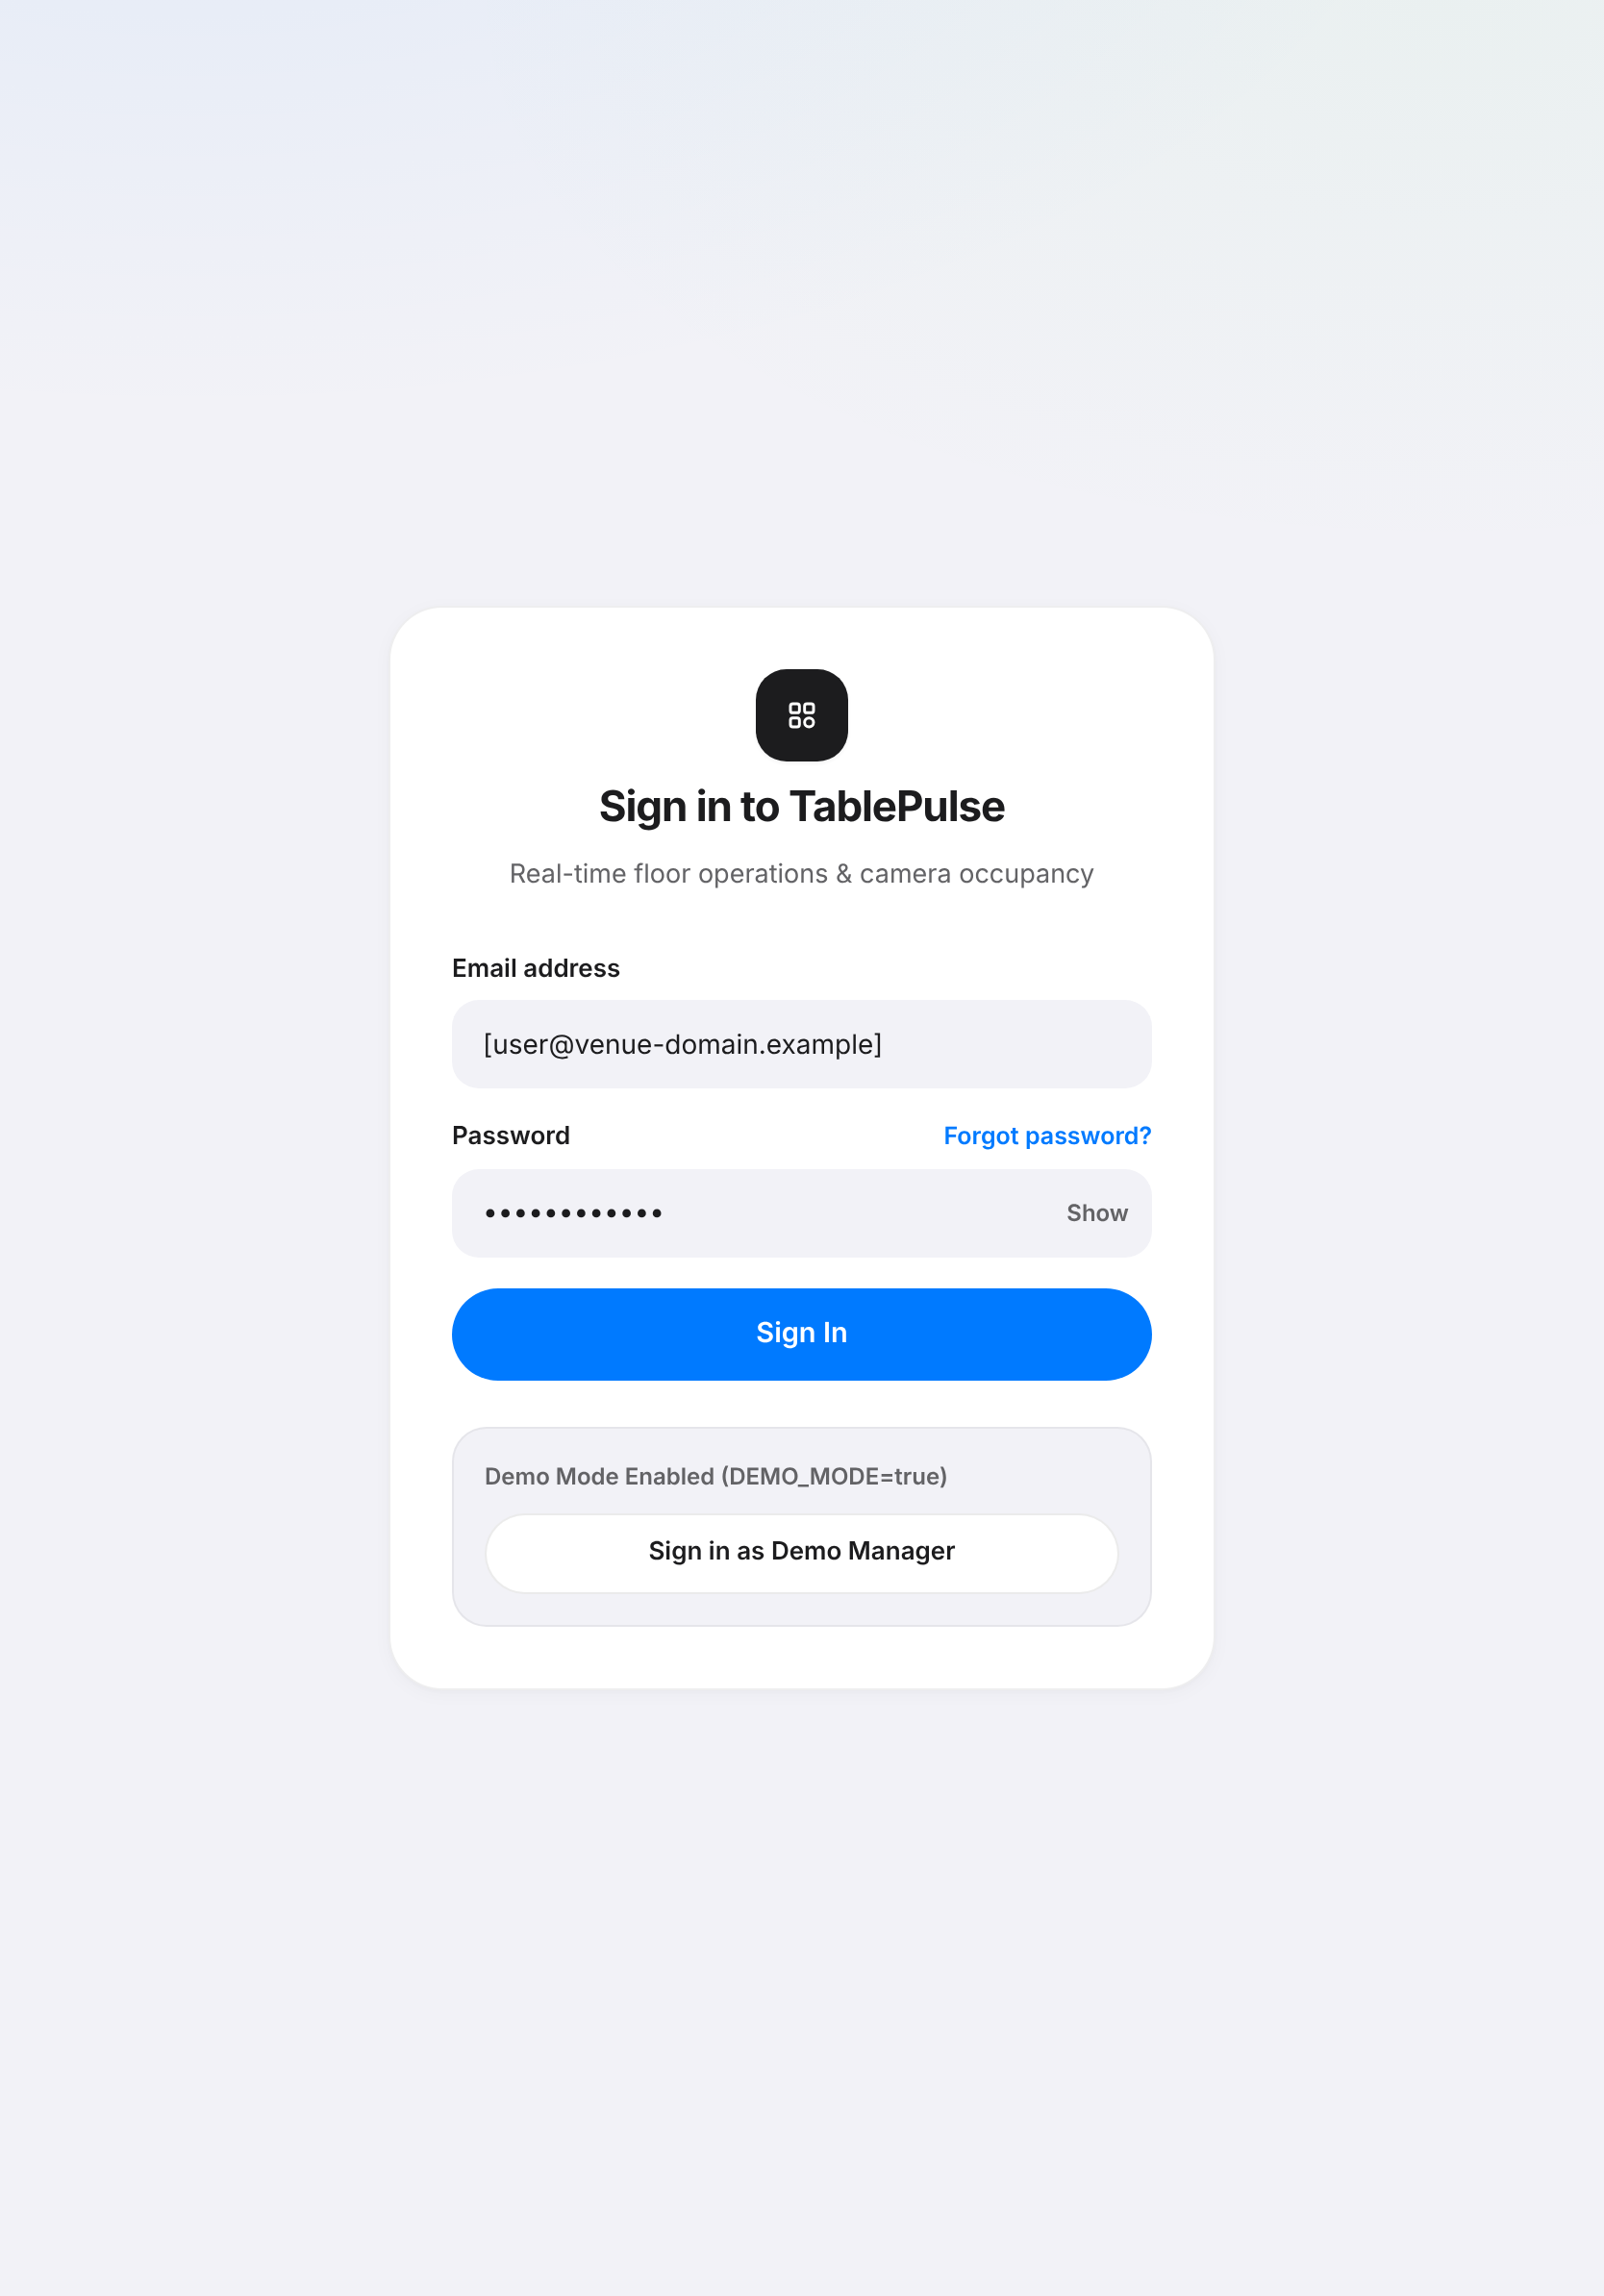 Sign in to TablePulse
Real-time floor operations & camera occupancy
Email address
[user@venue-domain.example]
Password
Forgot password?
••••••••••••
Show
Sign In
Demo Mode Enabled (DEMO_MODE=true)
Sign in as Demo Manager